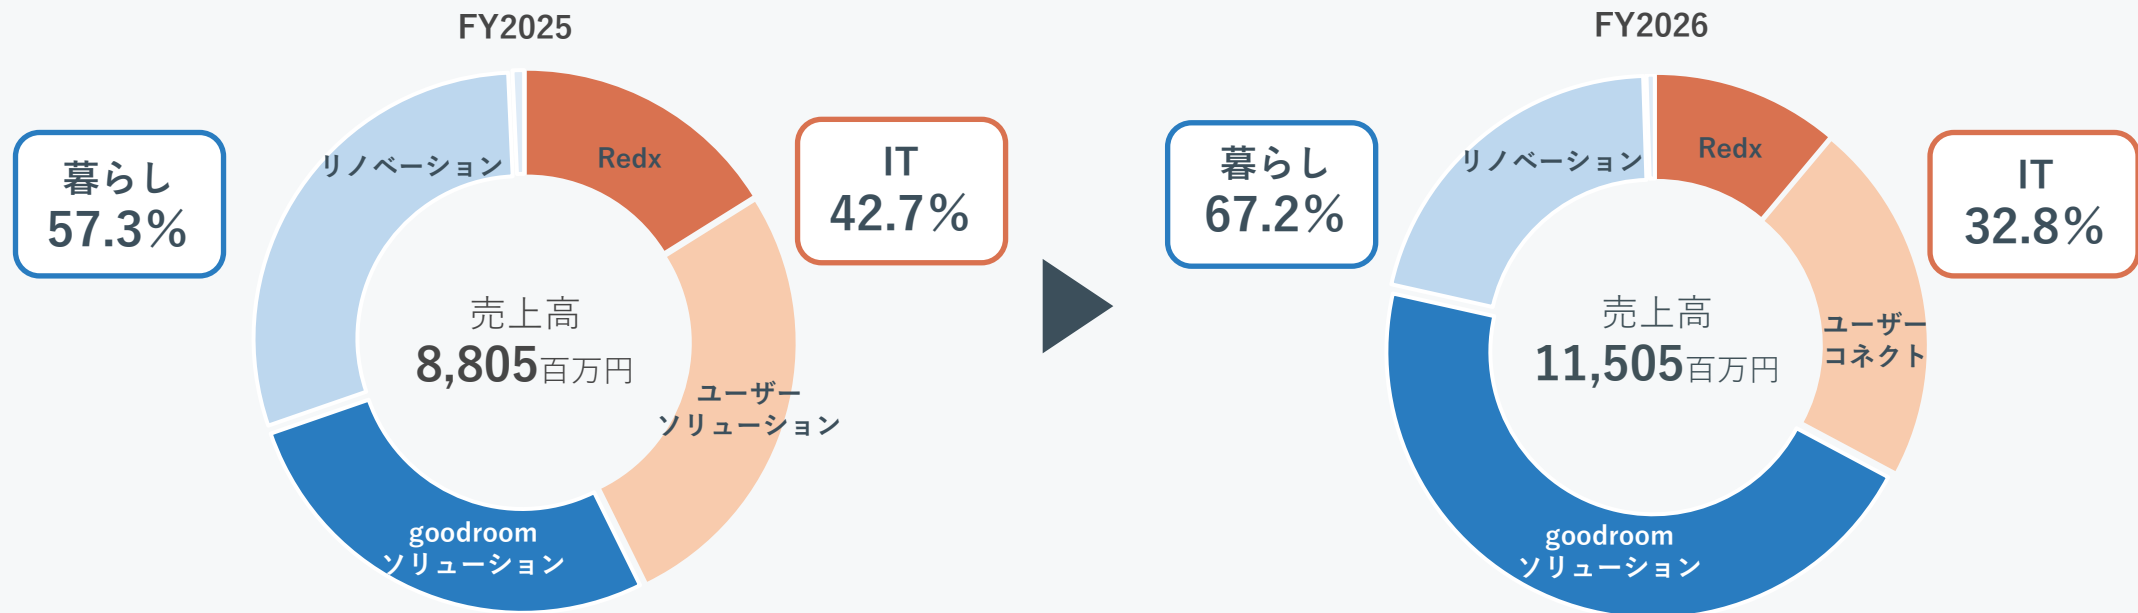 FY2025
暮らし
57.3%
リノベーション
Redx
IT
42.7%
売上高
8,805百万円
ユーザー
ソリューション
goodroom
ソリューション
FY2026
暮らし
67.2%
リノベーション
Redx
IT
32.8%
売上高
11,505百万円
ユーザー
コネクト
goodroom
ソリューション